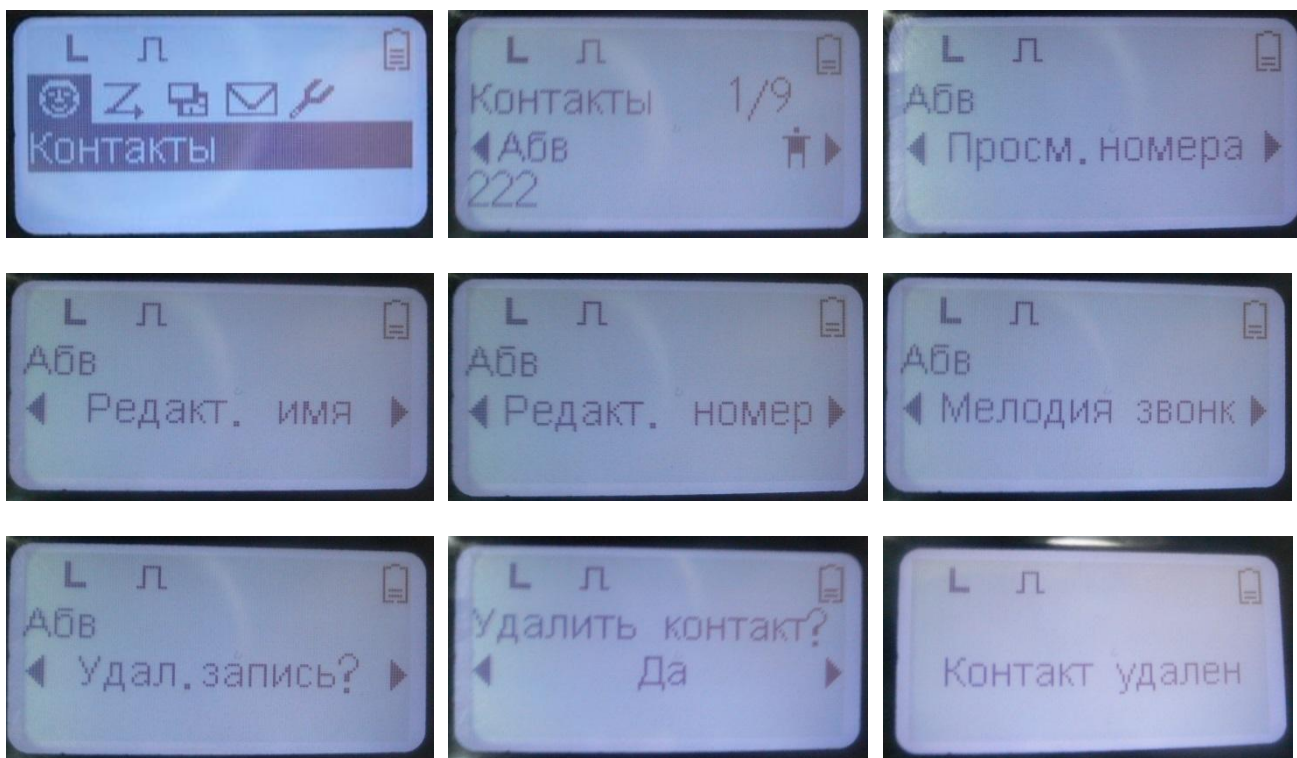 L
Контакты
L
Контакты 1/9
Абв
222
L
Абв
Просм.номера
L
Абв
Редакт. имя
L
Абв
Редакт. номер
L
Абв
Мелодия звонк
L
Абв
Удал.запись?
L
Удалить контакт?
Да
L
Контакт удален